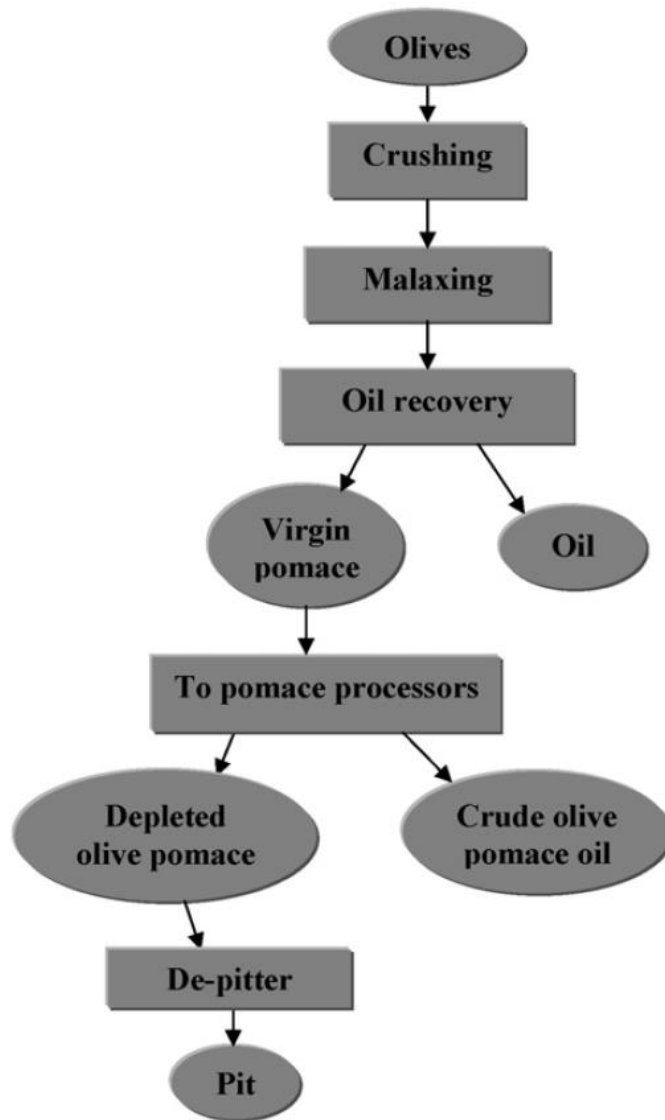 Olives
Crushing
Malaxing
Oil recovery
Virgin
pomace
Oil
To pomace processors
Depleted
olive pomace
Crude olive
pomace oil
De-pitter
Pit